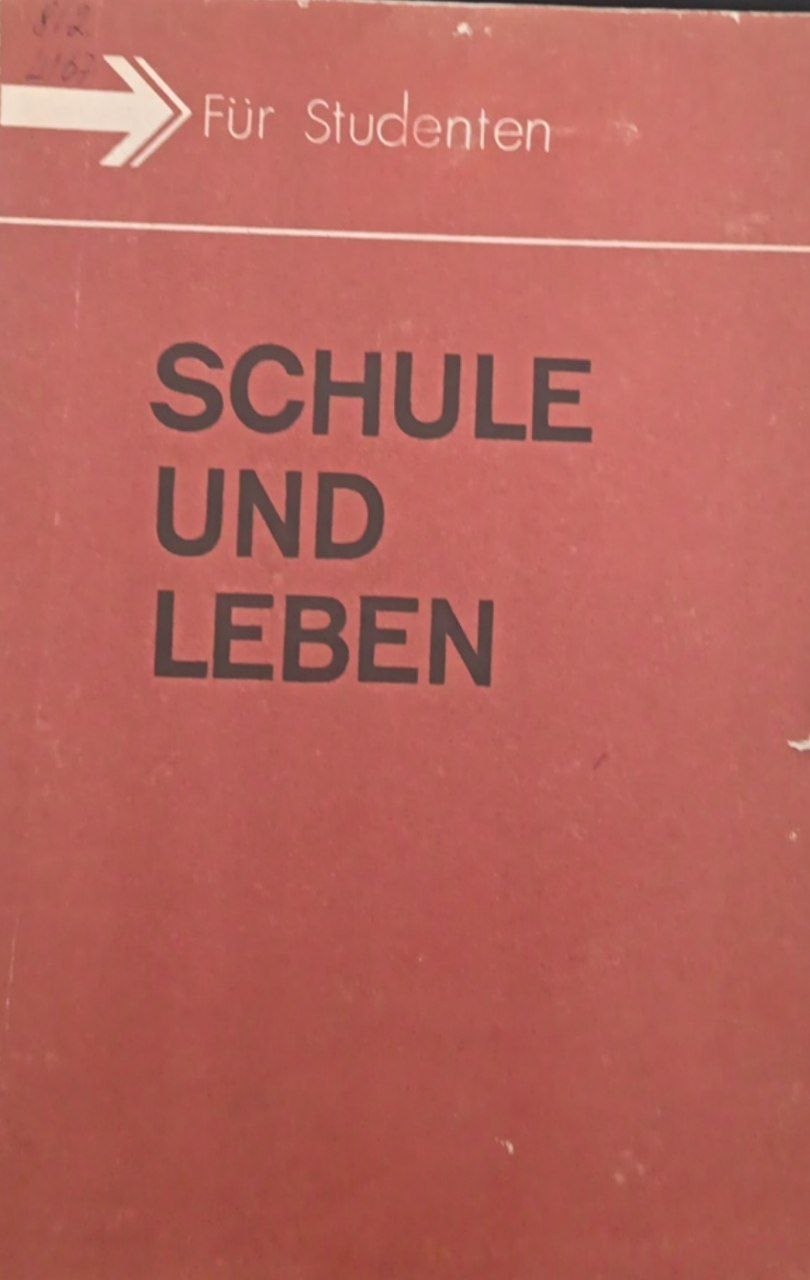 Für Studenten
SCHULE
UND
LEBEN